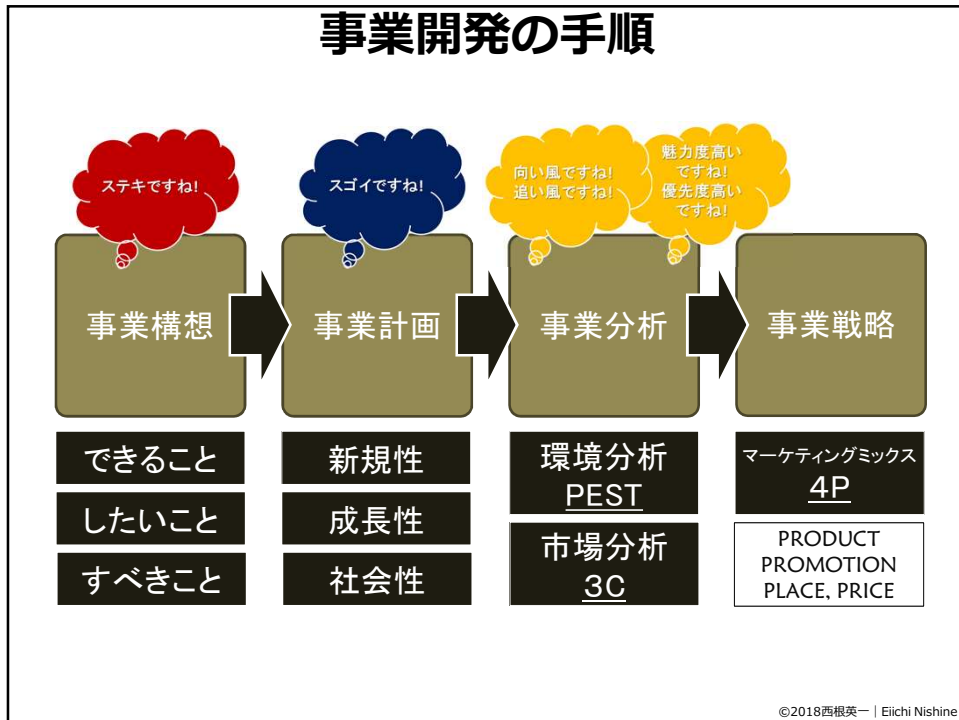 事業開発の手順
ステキですね!
スゴイですね!
向い風ですね!
追い風ですね!
魅力度高い
ですね!
優先度高い
ですね!
事業構想
事業計画
事業分析
事業戦略
できること
したいこと
すべきこと
新規性
成長性
社会性
環境分析
PEST
市場分析
3C
マーケティングミックス
4P
PRODUCT
PROMOTION
PLACE, PRICE
©2018西根英一｜Eiichi Nishine